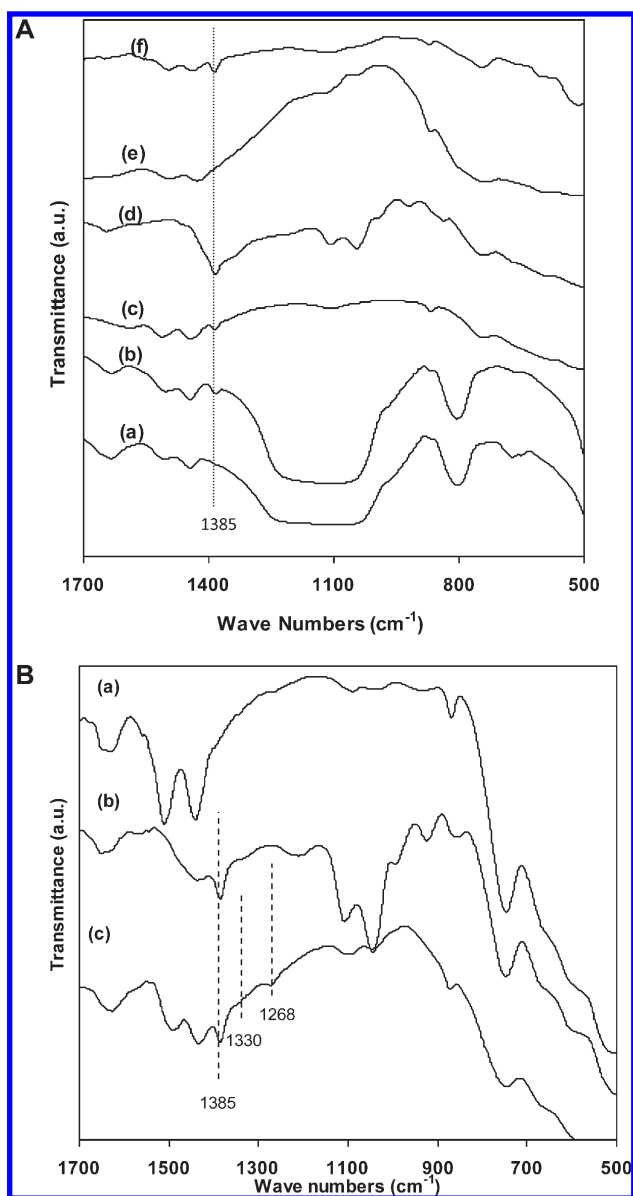 A
(f)
(e)
(d)
(c)
(b)
(a)
1385
Transmittance (a.u.)
1700 1400 1100 800 500
Wave Numbers (cm-1)
B
(a)
(b)
(c)
1268
1330
1385
Transmittance (a.u.)
1700 1500 1300 1100 900 700 500
Wave numbers (cm-1)